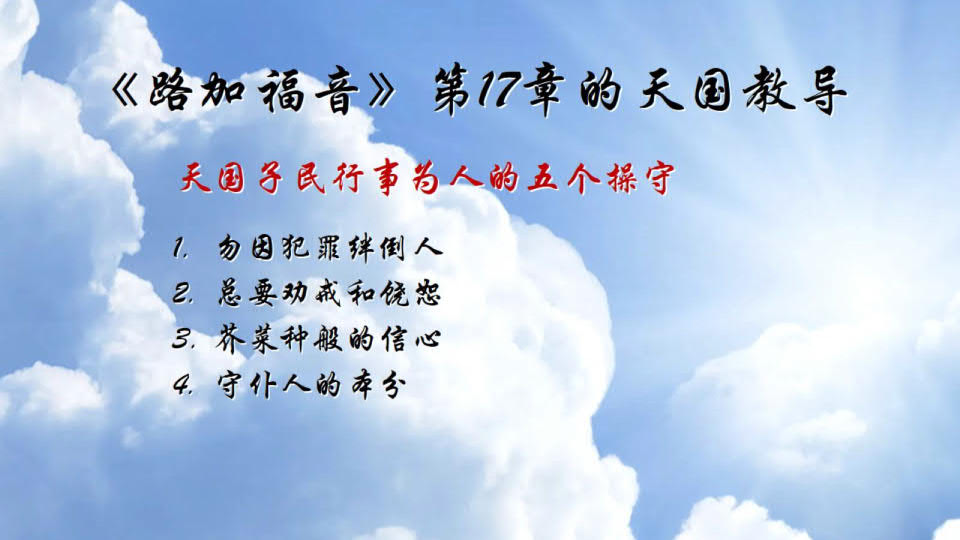 《路加福音》第17章的天国教导
天国子民行事为人的五个操守
1. 勿因犯罪绊倒人
2. 总要劝戒和饶恕
3. 芥菜种般的信心
4. 守仆人的本分